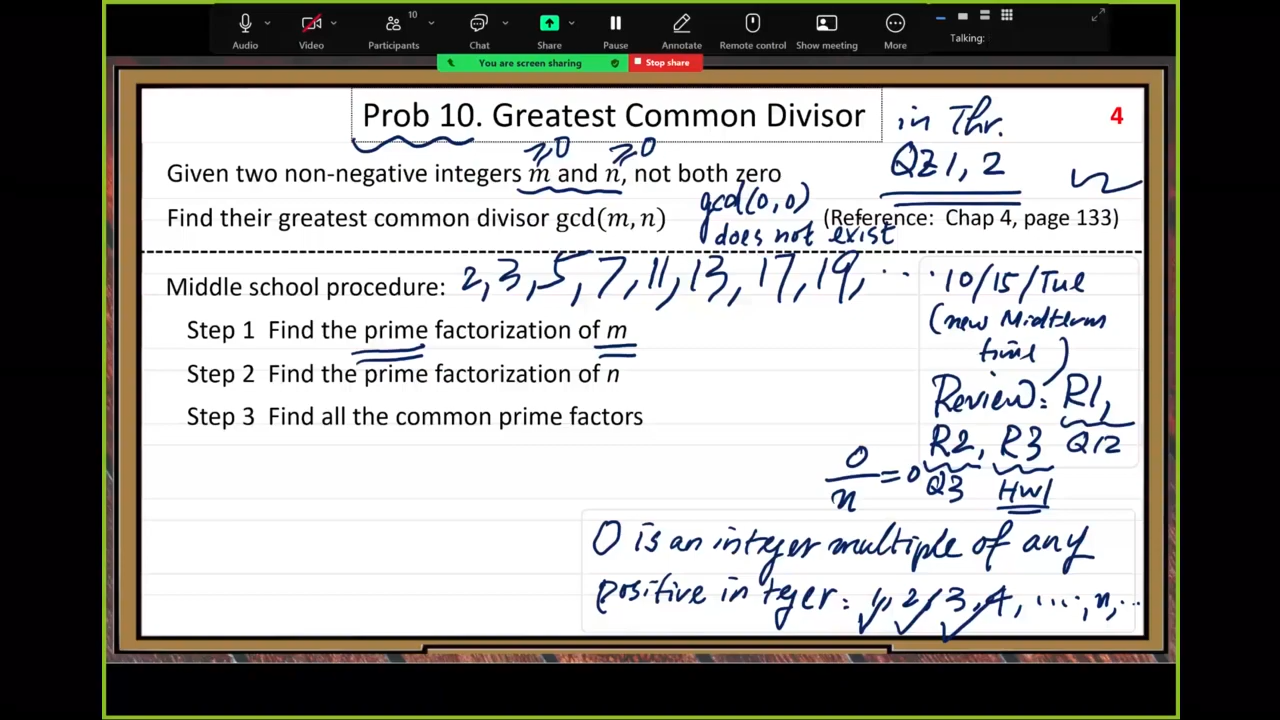 10
Audio Video Participants Chat Share Pause Annotate Remote control Show meeting More Talking:
You are screen sharing Stop share
Prob 10. Greatest Common Divisor
in Thr.
QZ1, 2
4
≥0 ≥0
Given two non-negative integers m and n, not both zero
gcd(0,0)
does not exist
Find their greatest common divisor gcd(m, n)
(Reference: Chap 4, page 133)
Middle school procedure: 2, 3, 5, 7, 11, 13, 17, 19, ...
Step 1 Find the prime factorization of m
Step 2 Find the prime factorization of n
Step 3 Find all the common prime factors
10/15/Tue
(new Midterm
time)
Review: R1,
Q12
R2, R3
Q3 HW1
0/n = 0
0 is an integer multiple of any
positive integer: 1, 2, 3, 4, ..., n, ...